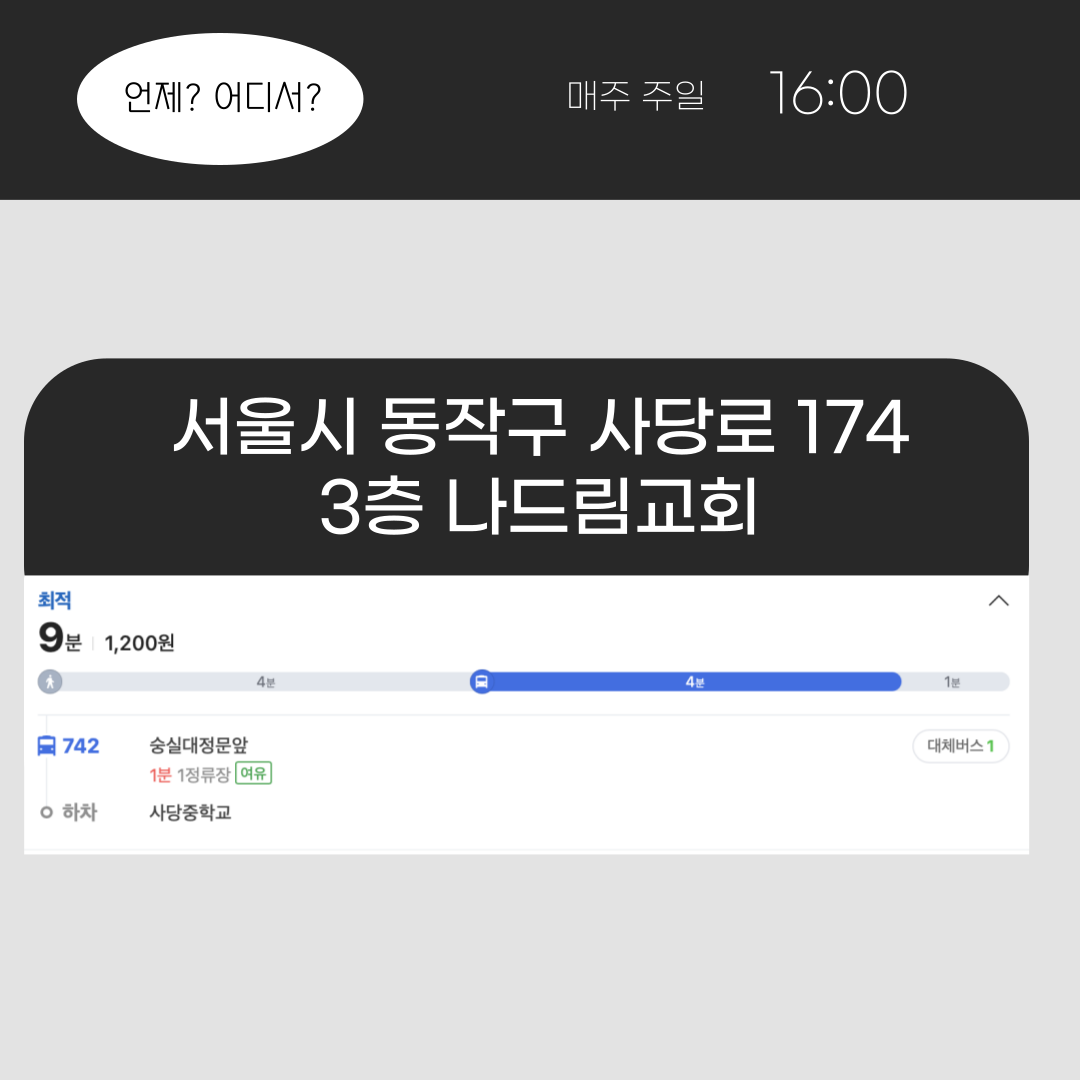 언제? 어디서?
매주 주일 16:00
서울시 동작구 사당로 174
3층 나드림교회
최적
9분 1,200원
4분 4분 1분
742 숭실대정문앞 대체버스 1
1분 1정류장 여유
하차 사당중학교